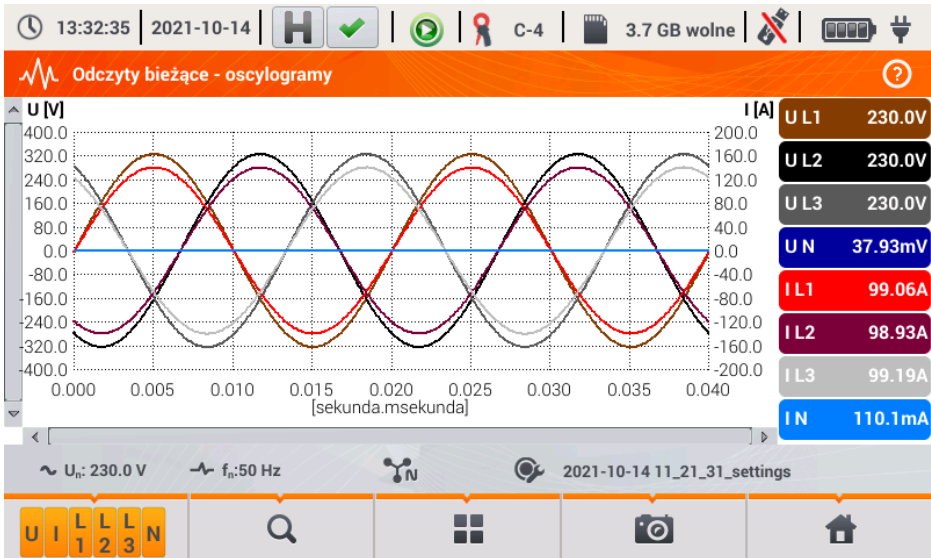 13:32:35 2021-10-14 H C-4 3.7 GB wolne
Odczyty bieżące - oscylogramy ?
U [V] I [A]
400.0 200.0
320.0 160.0
240.0 120.0
160.0 80.0
80.0 40.0
0.0 0.0
-80.0 -40.0
-160.0 -80.0
-240.0 -120.0
-320.0 -160.0
-400.0 -200.0
0.000 0.005 0.010 0.015 0.020 0.025 0.030 0.035 0.040
[sekunda.msekunda]
U L1 230.0V
U L2 230.0V
U L3 230.0V
U N 37.93mV
I L1 99.06A
I L2 98.93A
I L3 99.19A
I N 110.1mA
Un: 230.0 V fn:50 Hz N 2021-10-14 11_21_31_settings
U I L1 L2 L3 N